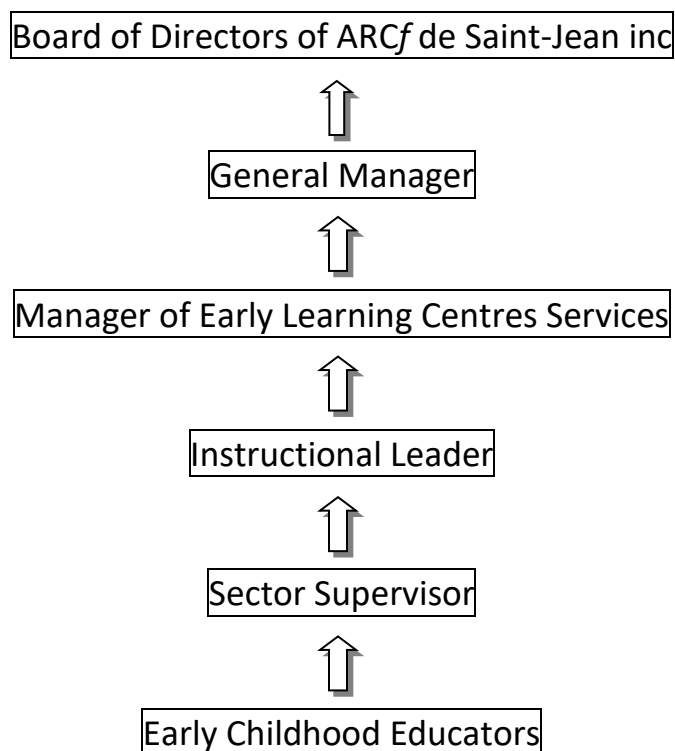 Board of Directors of ARCf de Saint-Jean inc
General Manager
Manager of Early Learning Centres Services
Instructional Leader
Sector Supervisor
Early Childhood Educators